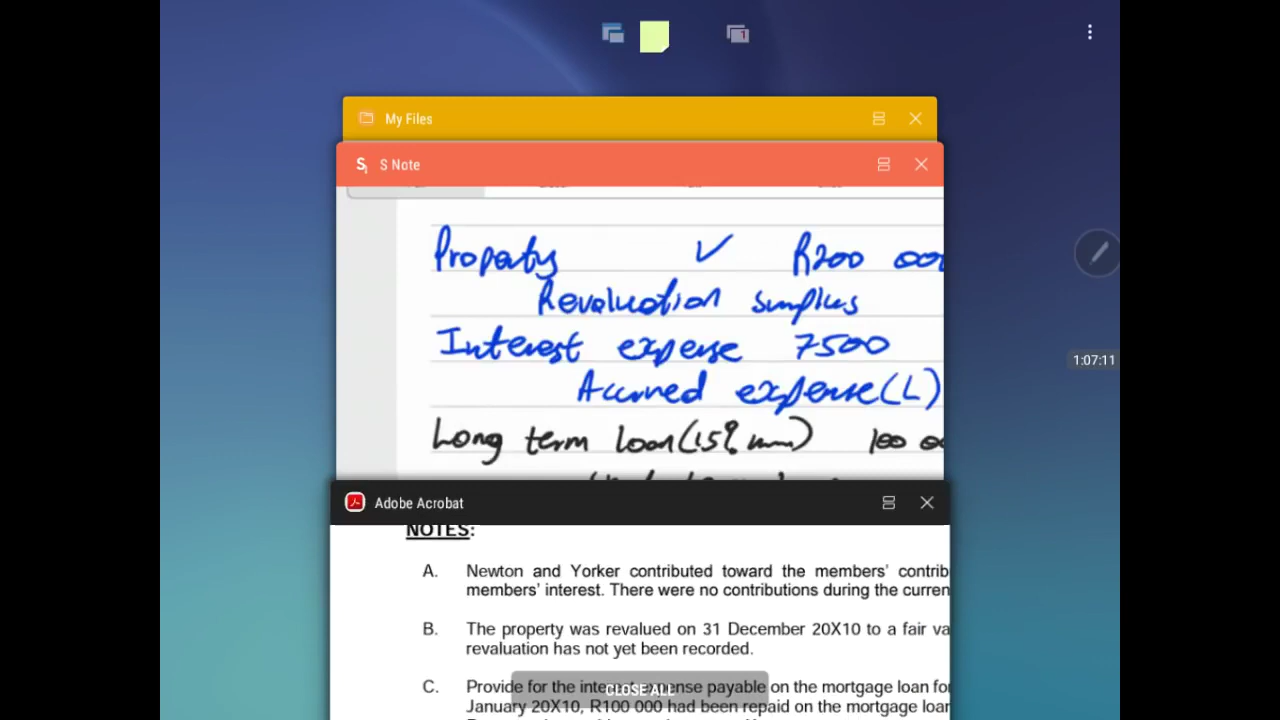 1
My Files
S Note
Property ✓ R200 000
Revaluation surplus
Interest expense 7500
Accrued expense (L)
Long term loan (15%
Adobe Acrobat
NOTES:
A. Newton and Yorker contributed toward the members' contrib
members' interest. There were no contributions during the curren
B. The property was revalued on 31 December 20X10 to a fair va
revaluation has not yet been recorded.
C. Provide for the interest expense payable on the mortgage loan fo
January 20X10, R100 000 had been repaid on the mortgage loan
CLOSE ALL
1:07:11